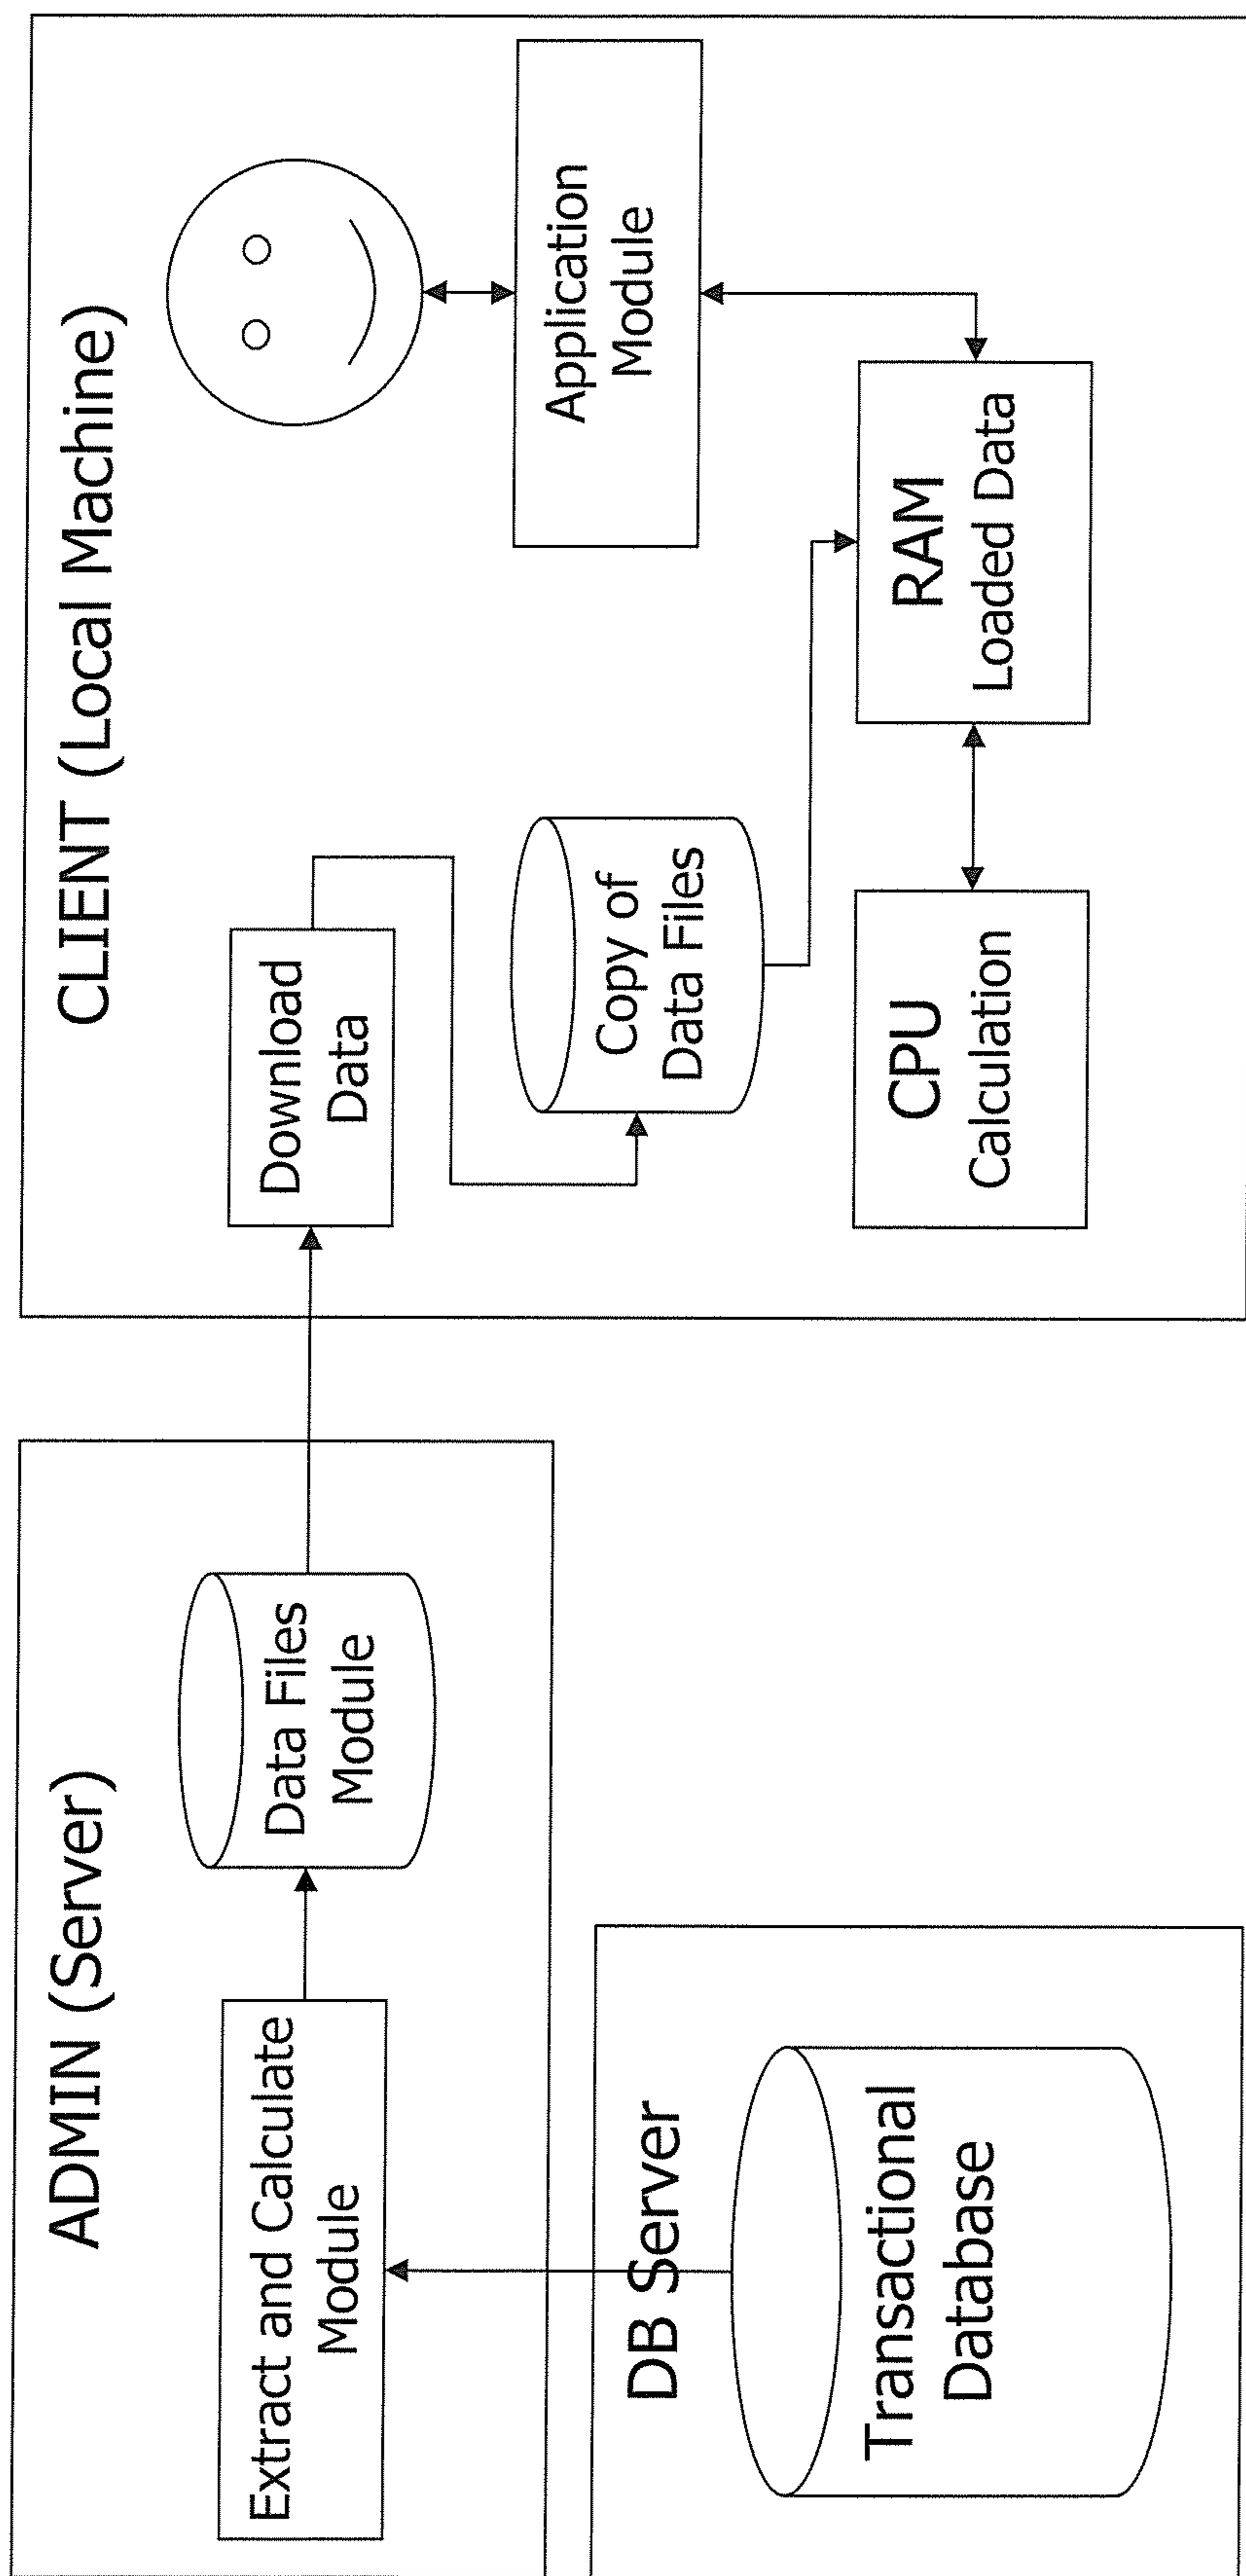 ADMIN (Server)
Extract and Calculate
Module
Data Files
Module
DB Server
Transactional
Database
CLIENT (Local Machine)
Download
Data
Copy of
Data Files
CPU
Calculation
RAM
Loaded Data
Application
Module